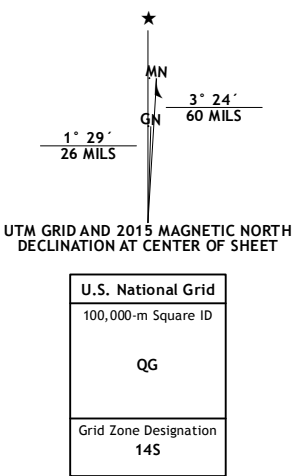 ★
MN
3° 24´
60 MILS
GN
1° 29´
26 MILS
UTM GRID AND 2015 MAGNETIC NORTH
DECLINATION AT CENTER OF SHEET
U.S. National Grid
100,000-m Square ID
QG
Grid Zone Designation
14S